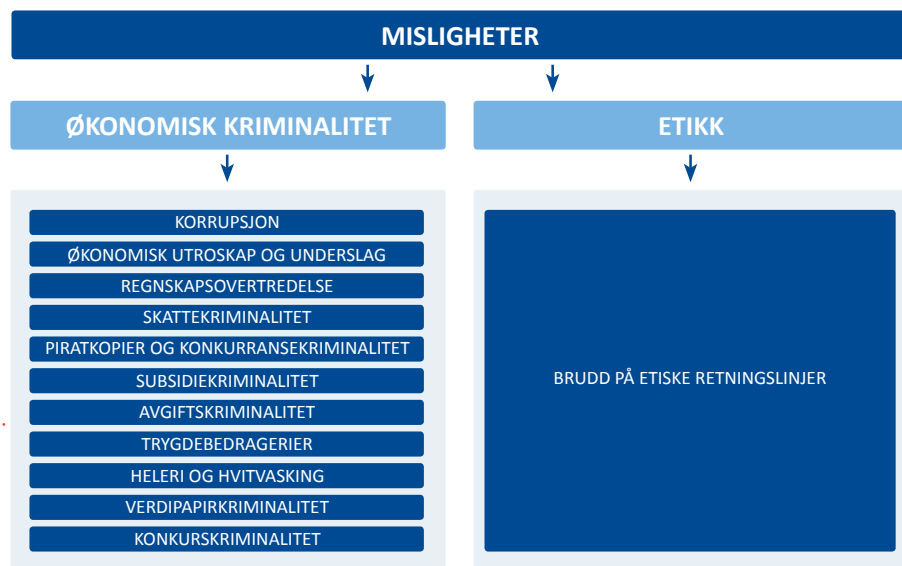 MISLIGHETER
ØKONOMISK KRIMINALITET
ETIKK
KORRUPSJON
ØKONOMISK UTROSKAP OG UNDERSLAG
REGNSKAPSOVERTREDELSE
SKATTEKRIMINALITET
PIRATKOPIER OG KONKURRANSEKRIMINALITET
SUBSIDIEKRIMINALITET
AVGIFTSKRIMINALITET
TRYGDEBEDRAGERIER
HELERI OG HVITVASKING
VERDIPAPIRKRIMINALITET
KONKURSKRIMINALITET
BRUDD PÅ ETISKE RETNINGSLINJER